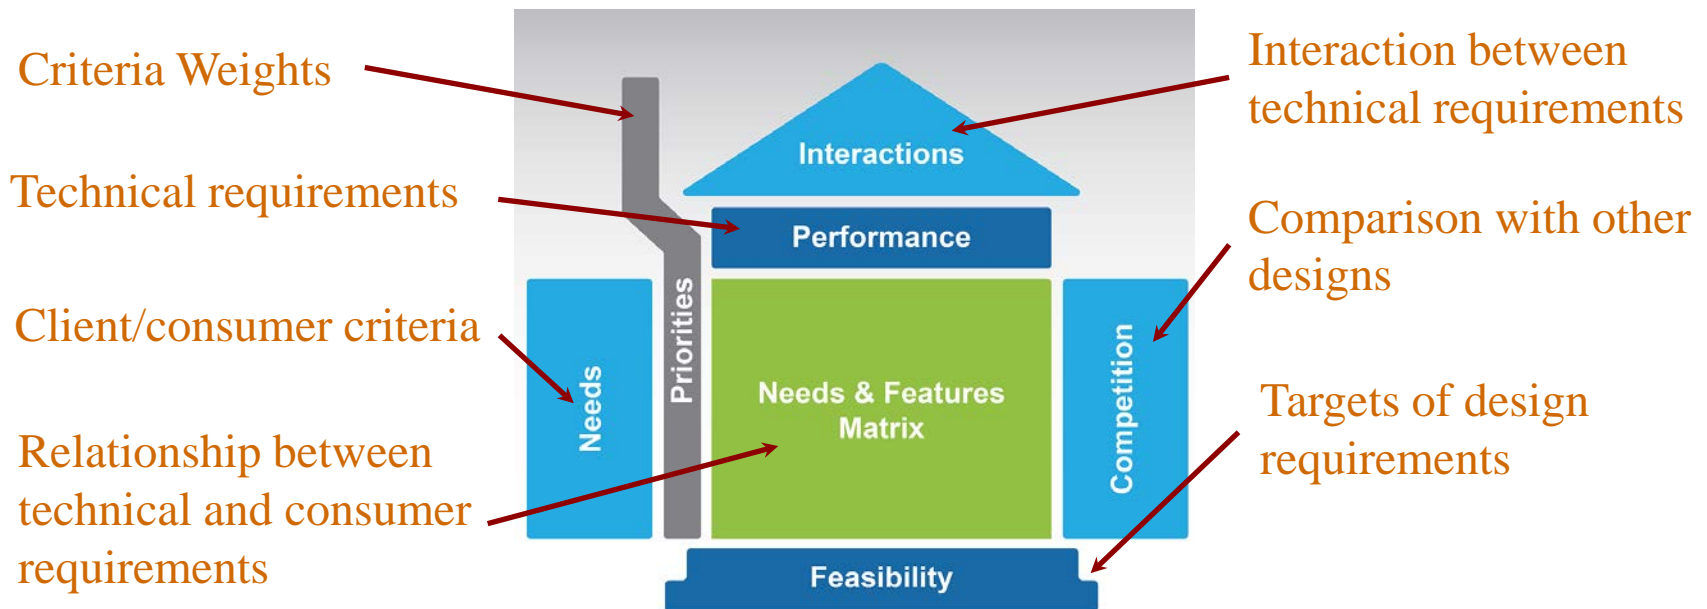 Criteria Weights
Technical requirements
Client/consumer criteria
Relationship between
technical and consumer
requirements
Interactions
Performance
Needs
Priorities
Needs & Features
Matrix
Competition
Feasibility
Interaction between
technical requirements
Comparison with other
designs
Targets of design
requirements